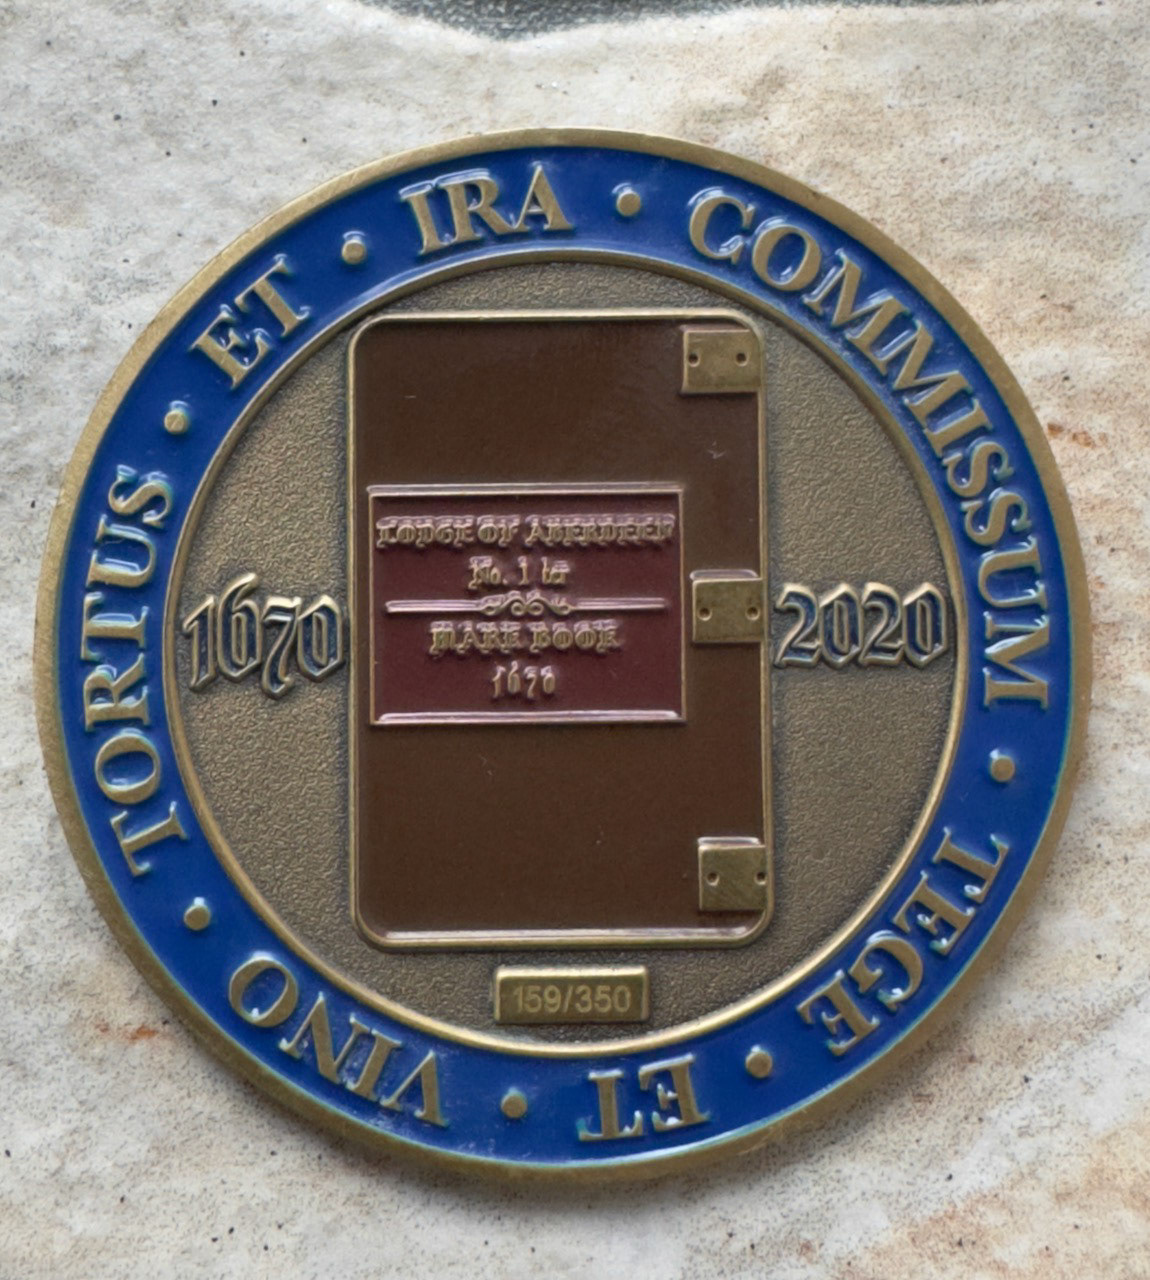 COMMISSUM · TEGE · ET · VINO · TORTUS · ET · IRA ·
LODGE OF ABERDEEN
No. 1 ter
MARK BOOK
1670
1670
2020
159/350